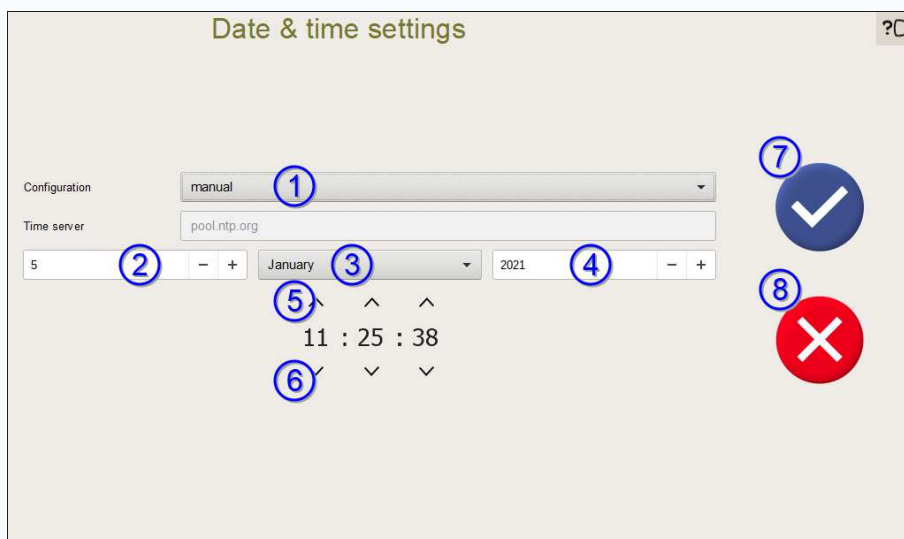 Date & time settings
?
7
Configuration manual 1
Time server pool.ntp.org
5 2 - + January 3 2021 4 - +
5 8
11 : 25 : 38
6